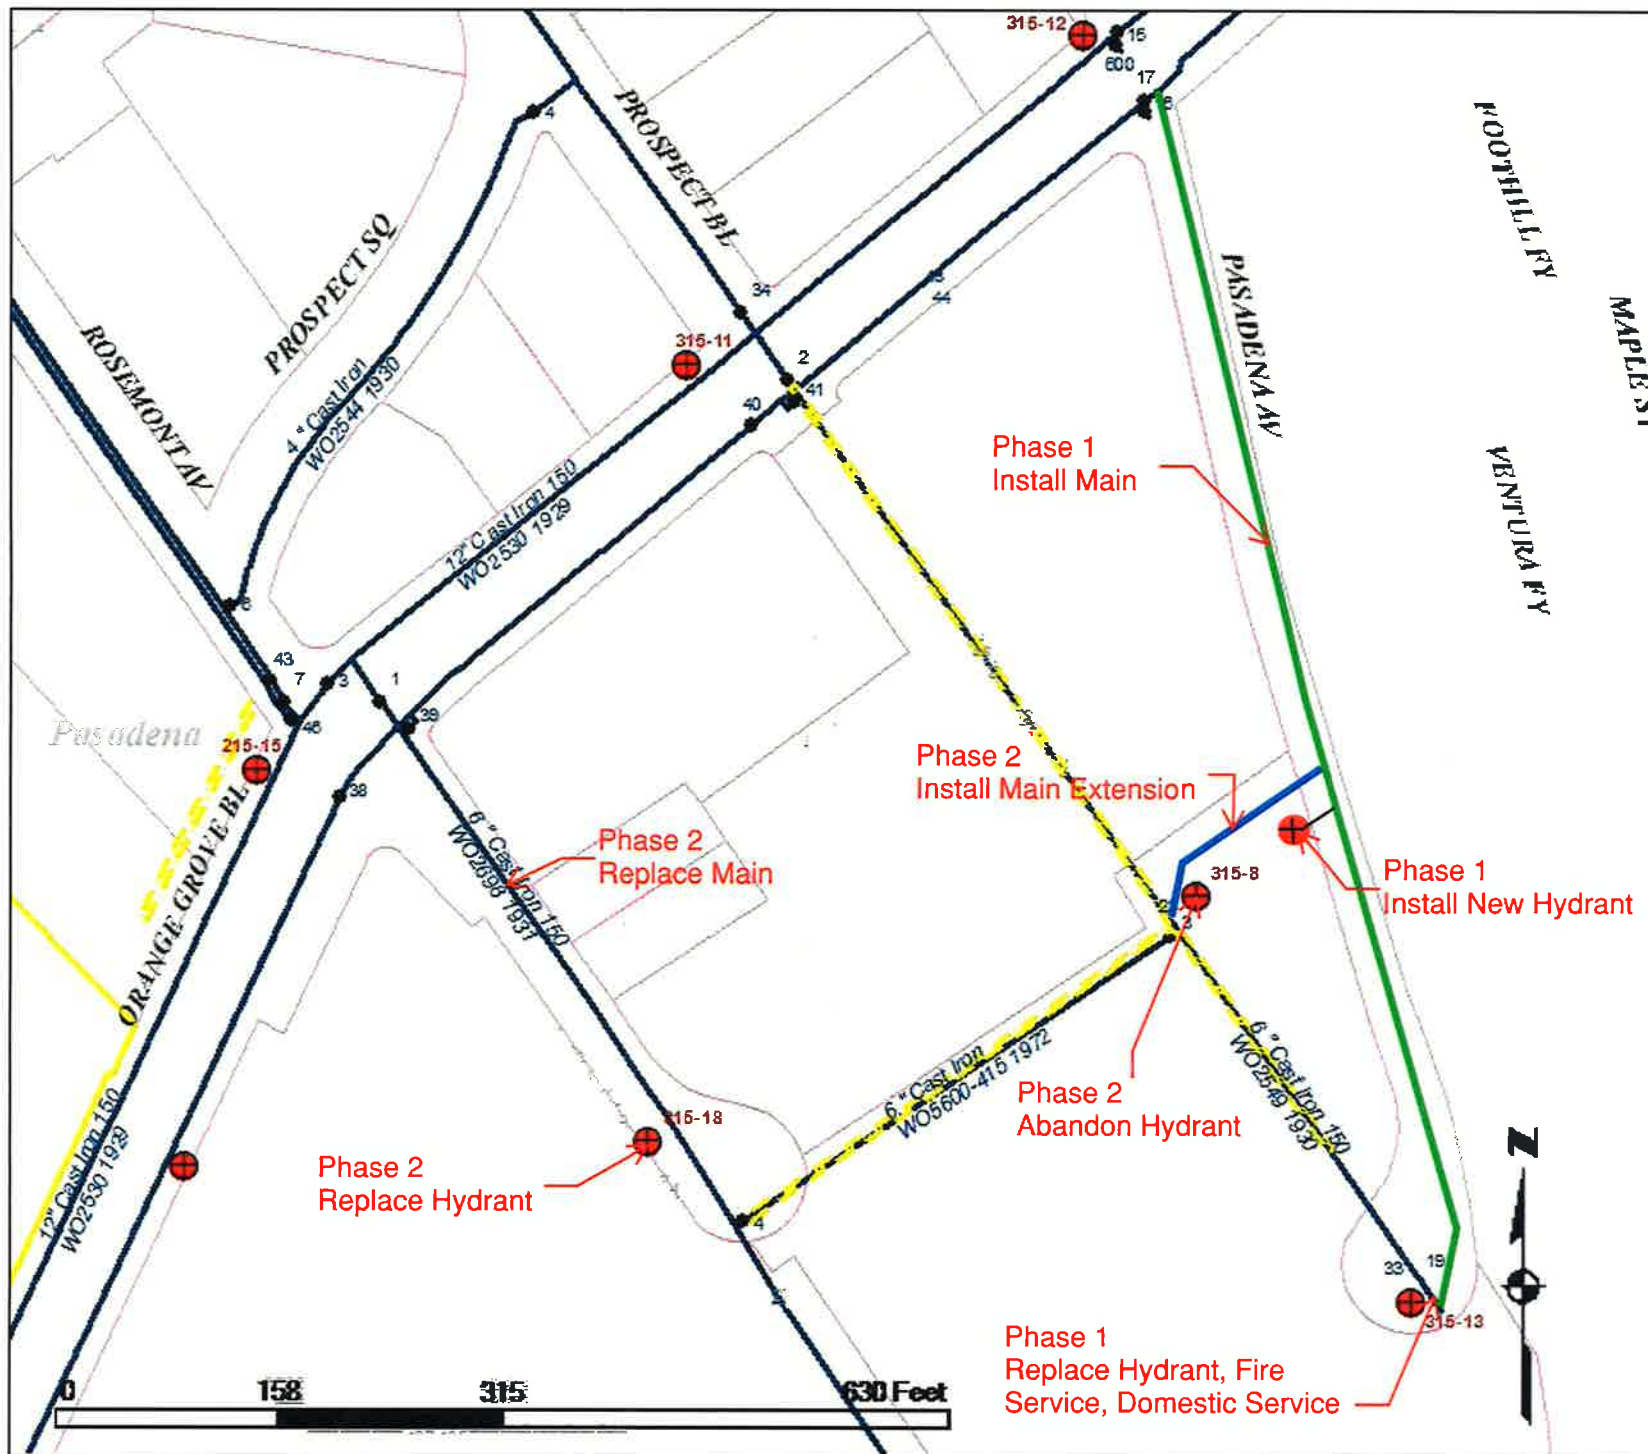 315-12
15
600
17
6
4
PROSPECT BL
FOOTHILL FY
PROSPECT SQ
PASADENA AV
MAPLE ST
34
44
315-11
2
41
40
ROSEMONT AV
4 " Cast Iron
WO2544 1930
Phase 1
Install Main
VENTURA FY
12" Cast Iron 150
WO2530 1929
6
43
7
3
1
46
39
Pasadena
215-15
38
ORANGE GROVE BL
6 " Cast Iron 150
WO2698 1931
Phase 2
Replace Main
Phase 2
Install Main Extension
315-8
3
Phase 1
Install New Hydrant
6 " Cast Iron
WO5600-415 1972
6 " Cast Iron 150
WO2549 1930
Phase 2
Abandon Hydrant
12" Cast Iron 150
WO2530 1929
315-18
Phase 2
Replace Hydrant
4
N
33
19
315-13
Phase 1
Replace Hydrant, Fire
Service, Domestic Service
0 158 315 630 Feet